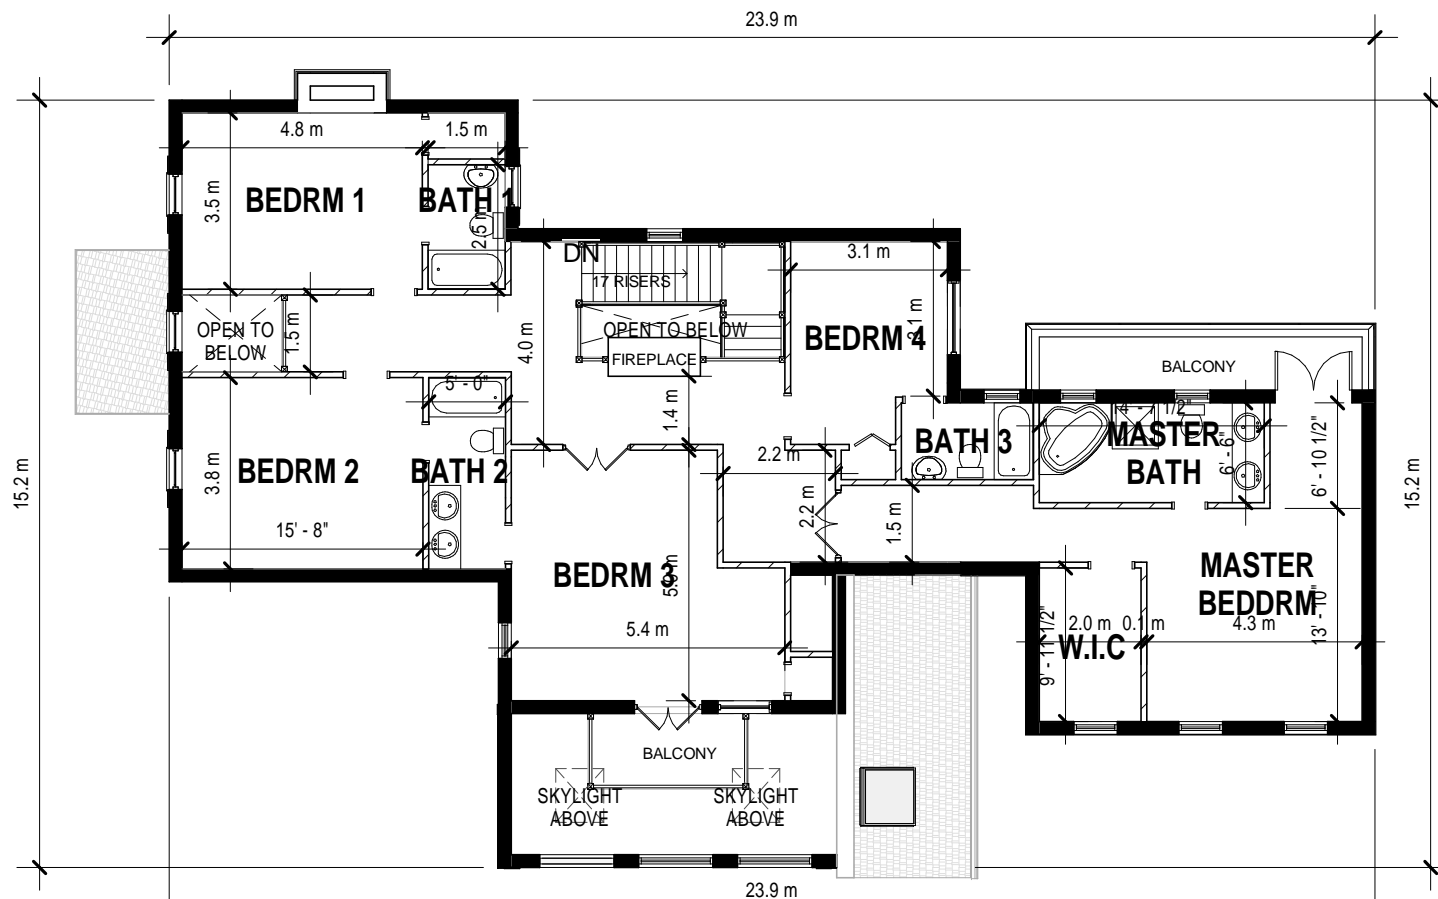 23.9 m
4.8 m
1.5 m
BEDRM 1
BATH 1
3.5 m
2.5 m
DN
17 RISERS
3.1 m
OPEN TO
BELOW
1.5 m
4.0 m
OPEN TO BELOW
FIREPLACE
BEDRM 4
BALCONY
5' - 0"
1.4 m
BATH 3
MASTER
BATH
6' - 6"
6' - 10 1/2"
15.2 m
3.8 m
BEDRM 2
BATH 2
2.2 m
2.2 m
1.5 m
15.2 m
15' - 8"
BEDRM 3
MASTER
BEDDRM
5.4 m
9' - 11 1/2"
2.0 m
0.1 m
4.3 m
13' - 10"
W.I.C
BALCONY
SKYLIGHT
ABOVE
SKYLIGHT
ABOVE
23.9 m